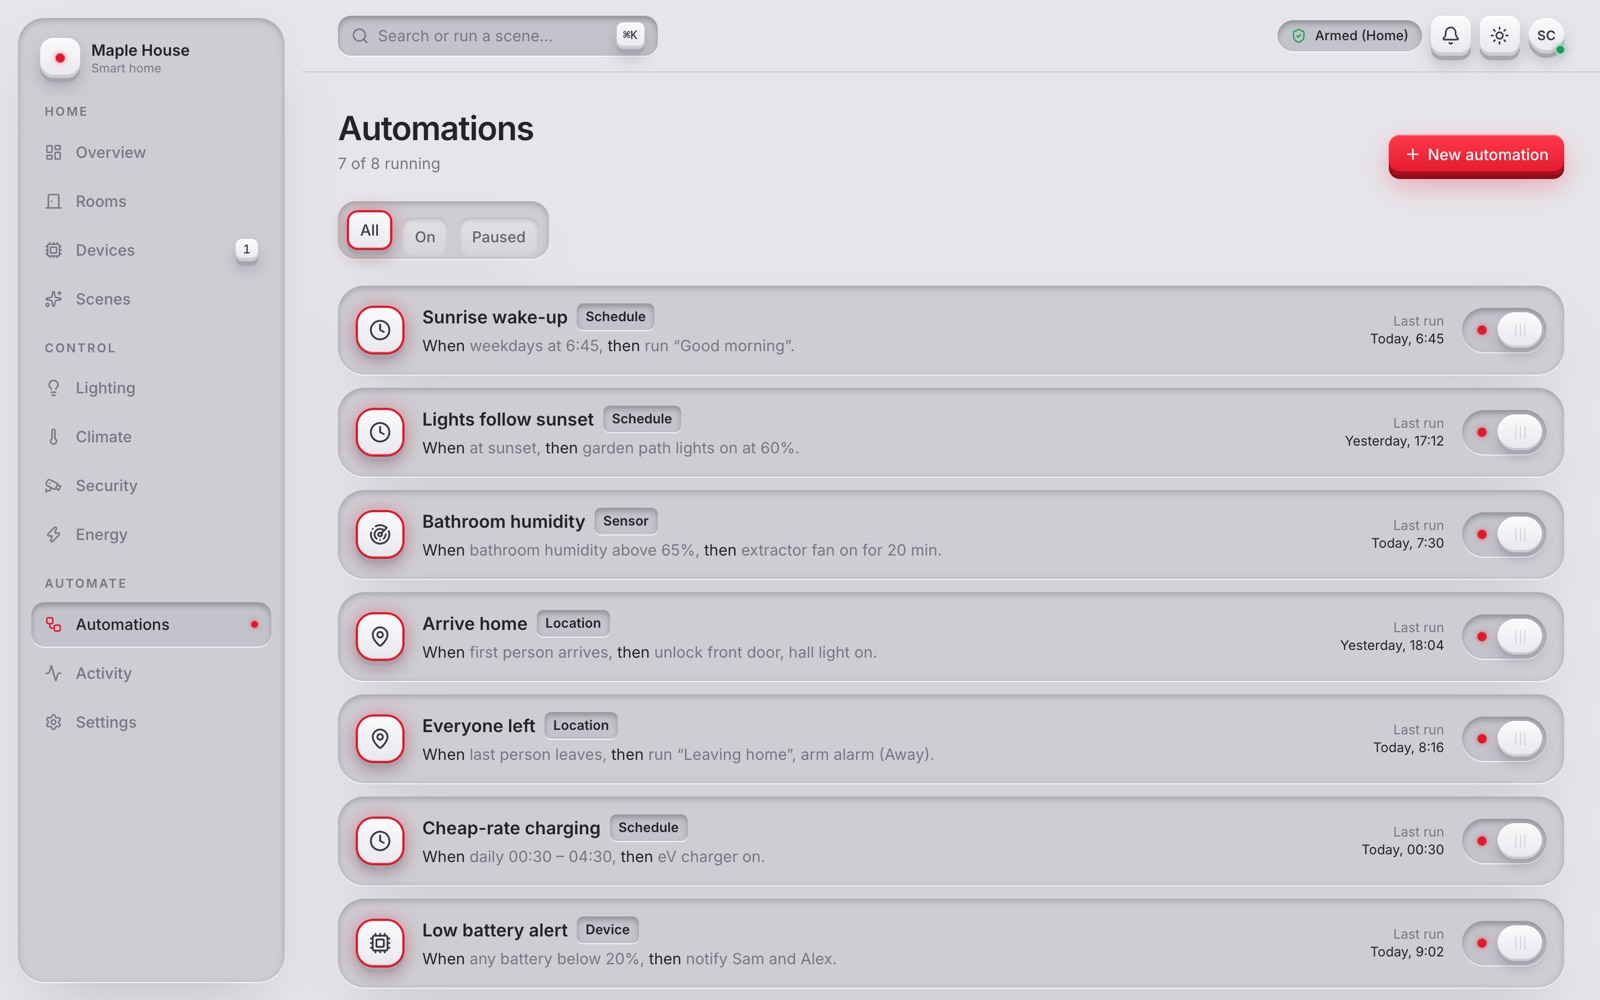 Maple House
Smart home
HOME
Overview
Rooms
Devices
1
Scenes
CONTROL
Lighting
Climate
Security
Energy
AUTOMATE
Automations
Activity
Settings
Search or run a scene...
⌘K
Armed (Home)
SC
Automations
7 of 8 running
+ New automation
All
On
Paused
Sunrise wake-up
Schedule
When weekdays at 6:45, then run “Good morning”.
Last run
Today, 6:45
Lights follow sunset
Schedule
When at sunset, then garden path lights on at 60%.
Last run
Yesterday, 17:12
Bathroom humidity
Sensor
When bathroom humidity above 65%, then extractor fan on for 20 min.
Last run
Today, 7:30
Arrive home
Location
When first person arrives, then unlock front door, hall light on.
Last run
Yesterday, 18:04
Everyone left
Location
When last person leaves, then run “Leaving home”, arm alarm (Away).
Last run
Today, 8:16
Cheap-rate charging
Schedule
When daily 00:30 – 04:30, then eV charger on.
Last run
Today, 00:30
Low battery alert
Device
When any battery below 20%, then notify Sam and Alex.
Last run
Today, 9:02